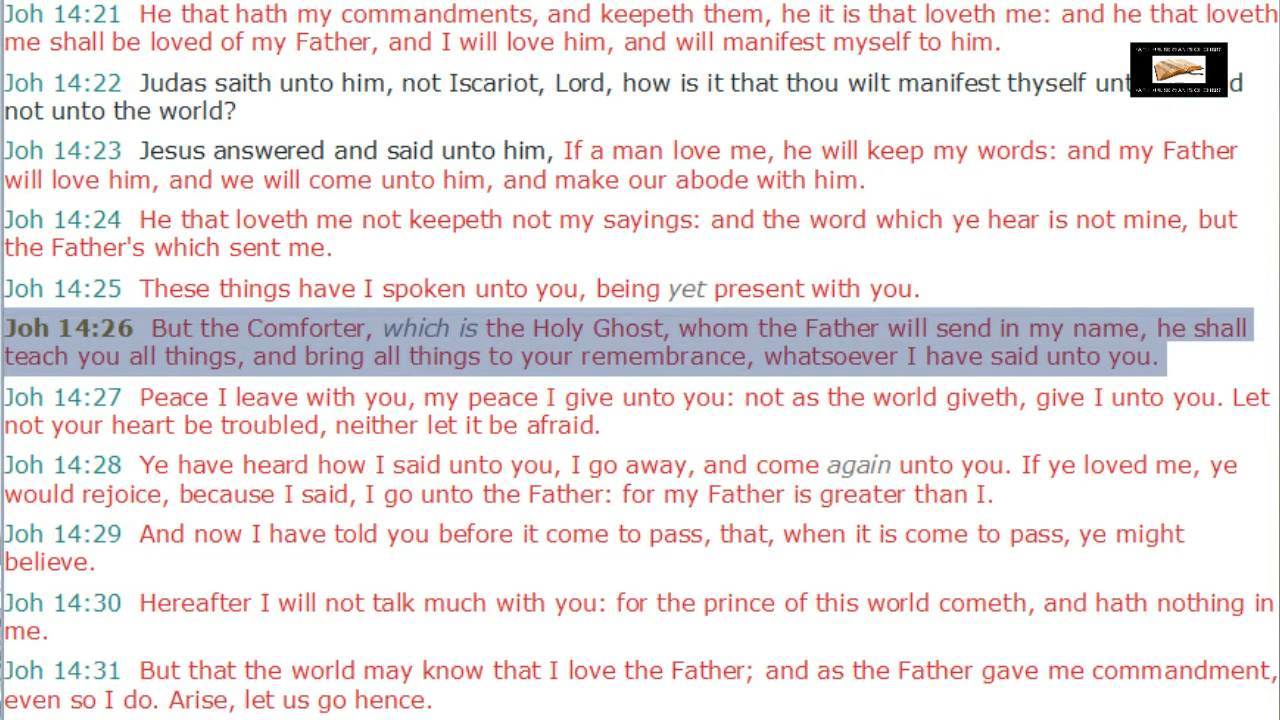 Joh 14:21 He that hath my commandments, and keepeth them, he it is that loveth me: and he that loveth
me shall be loved of my Father, and I will love him, and will manifest myself to him.
Joh 14:22 Judas saith unto him, not Iscariot, Lord, how is it that thou wilt manifest thyself
not unto the world?
Joh 14:23 Jesus answered and said unto him, If a man love me, he will keep my words: and my Father
will love him, and we will come unto him, and make our abode with him.
Joh 14:24 He that loveth me not keepeth not my sayings: and the word which ye hear is not mine, but
the Father's which sent me.
Joh 14:25 These things have I spoken unto you, being yet present with you.
Joh 14:26 But the Comforter, which is the Holy Ghost, whom the Father will send in my name, he shall
teach you all things, and bring all things to your remembrance, whatsoever I have said unto you.
Joh 14:27 Peace I leave with you, my peace I give unto you: not as the world giveth, give I unto you. Let
not your heart be troubled, neither let it be afraid.
Joh 14:28 Ye have heard how I said unto you, I go away, and come again unto you. If ye loved me, ye
would rejoice, because I said, I go unto the Father: for my Father is greater than I.
Joh 14:29 And now I have told you before it come to pass, that, when it is come to pass, ye might
believe.
Joh 14:30 Hereafter I will not talk much with you: for the prince of this world cometh, and hath nothing in
me.
Joh 14:31 But that the world may know that I love the Father; and as the Father gave me commandment,
even so I do. Arise, let us go hence.